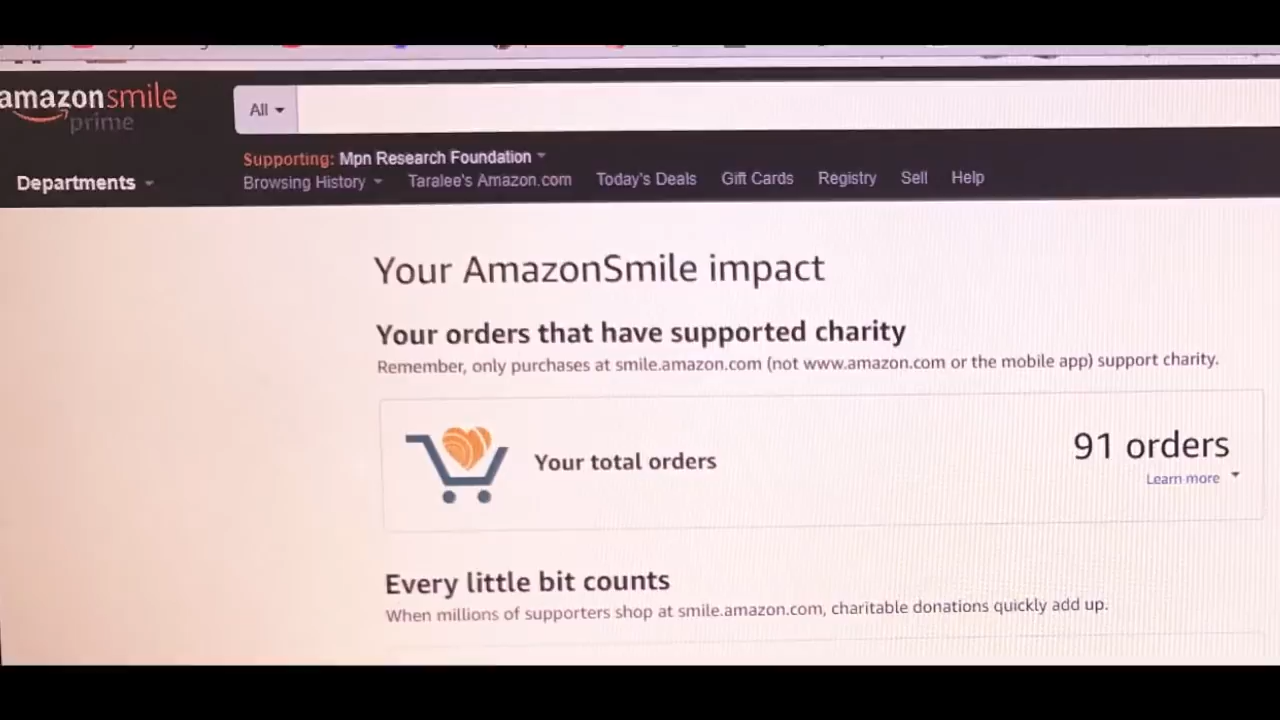 amazonsmile
prime
All
Supporting: Mpn Research Foundation
Departments
Browsing History
Taralee's Amazon.com
Today's Deals
Gift Cards
Registry
Sell
Help
Your AmazonSmile impact
Your orders that have supported charity
Remember, only purchases at smile.amazon.com (not www.amazon.com or the mobile app) support charity.
Your total orders
91 orders
Learn more
Every little bit counts
When millions of supporters shop at smile.amazon.com, charitable donations quickly add up.